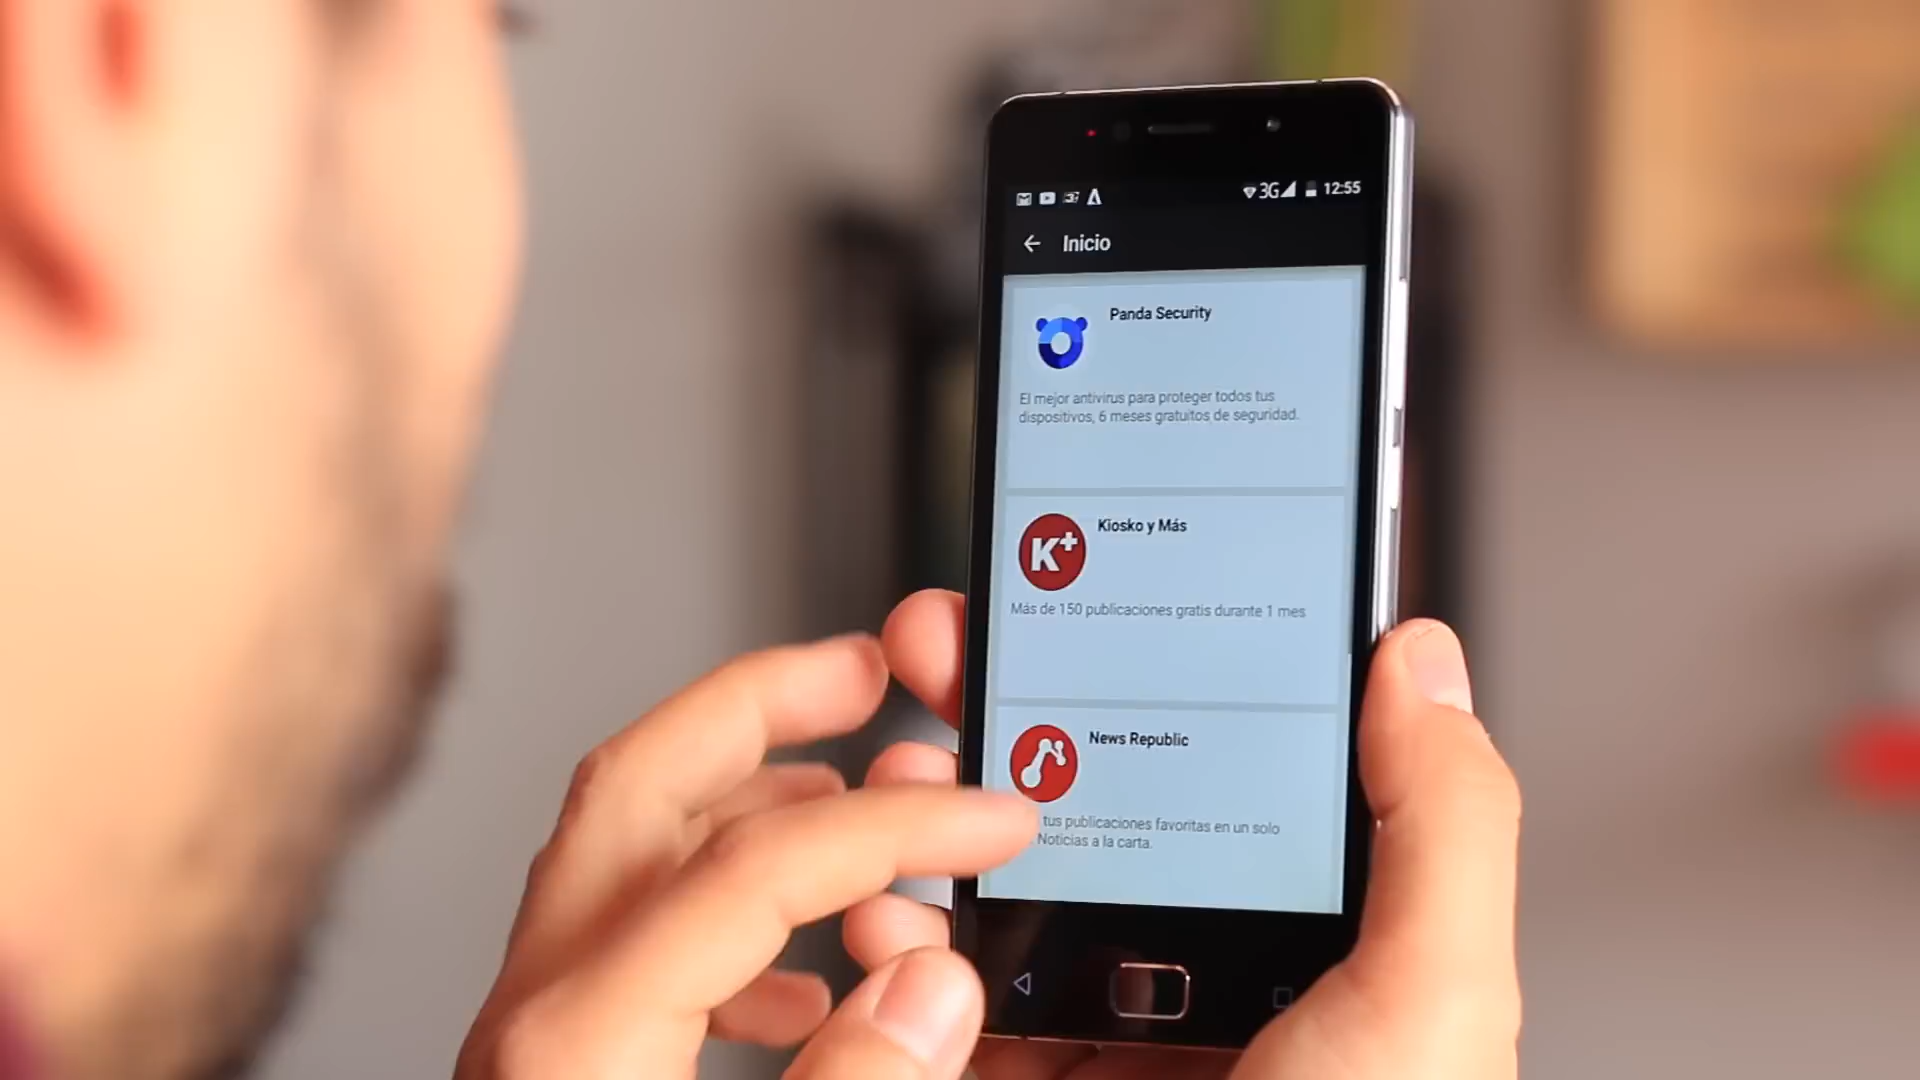 3G 12:55
Inicio
Panda Security
El mejor antivirus para proteger todos tus
dispositivos, 6 meses gratuitos de seguridad.
Kiosko y Más
K+
Más de 150 publicaciones gratis durante 1 mes
News Republic
tus publicaciones favoritas en un solo
Noticias a la carta.